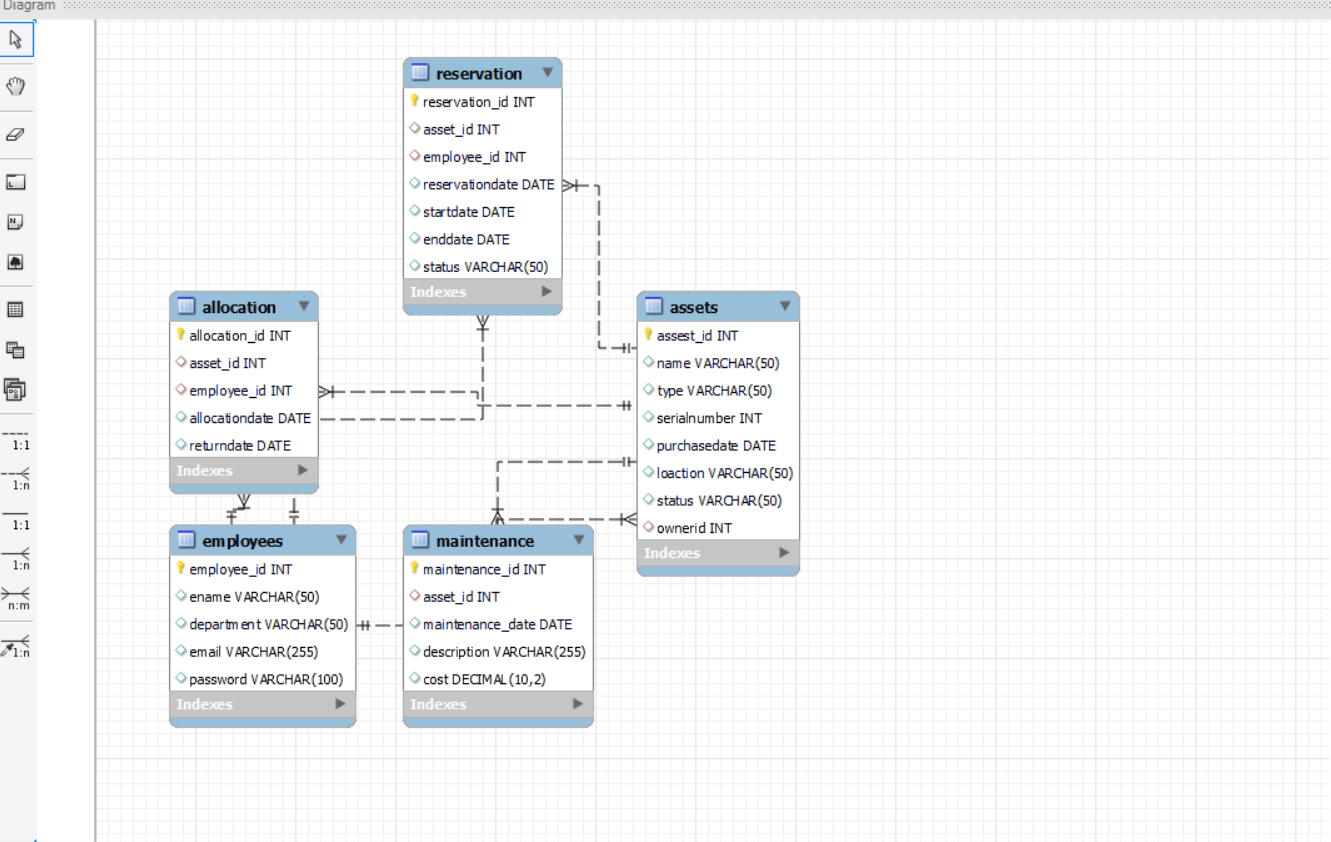 Diagram
reservation
reservation_id INT
asset_id INT
employee_id INT
reservationdate DATE
startdate DATE
enddate DATE
status VARCHAR(50)
Indexes
allocation
allocation_id INT
asset_id INT
employee_id INT
allocationdate DATE
returndate DATE
Indexes
assets
assest_id INT
name VARCHAR(50)
type VARCHAR(50)
serialnumber INT
purchasedate DATE
loaction VARCHAR(50)
status VARCHAR(50)
ownerid INT
Indexes
employees
employee_id INT
ename VARCHAR(50)
department VARCHAR(50)
email VARCHAR(255)
password VARCHAR(100)
Indexes
maintenance
maintenance_id INT
asset_id INT
maintenance_date DATE
description VARCHAR(255)
cost DECIMAL(10,2)
Indexes
1:1
1:n
1:1
1:n
n:m
1:n